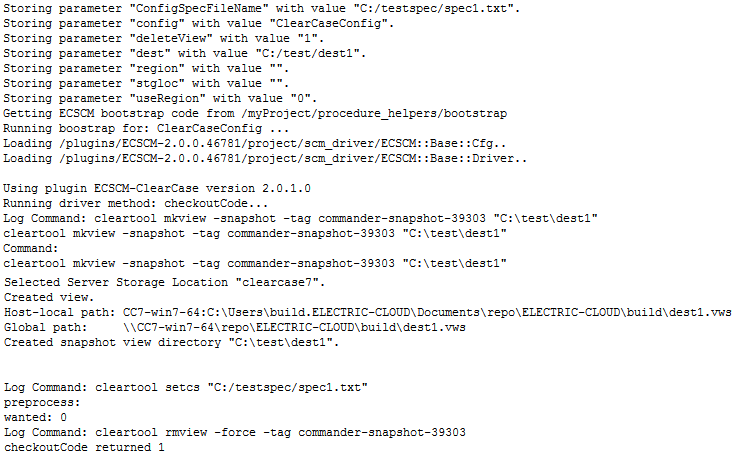 Storing parameter "ConfigSpecFileName" with value "C:/testspec/spec1.txt".
Storing parameter "config" with value "ClearCaseConfig".
Storing parameter "deleteView" with value "1".
Storing parameter "dest" with value "C:/test/dest1".
Storing parameter "region" with value "".
Storing parameter "stgloc" with value "".
Storing parameter "useRegion" with value "0".
Getting ECSCM bootstrap code from /myProject/procedure_helpers/bootstrap
Running boostrap for: ClearCaseConfig ...
Loading /plugins/ECSCM-2.0.0.46781/project/scm_driver/ECSCM::Base::Cfg..
Loading /plugins/ECSCM-2.0.0.46781/project/scm_driver/ECSCM::Base::Driver..
Using plugin ECSCM-ClearCase version 2.0.1.0
Running driver method: checkoutCode...
Log Command: cleartool mkview -snapshot -tag commander-snapshot-39303 "C:\test\dest1"
cleartool mkview -snapshot -tag commander-snapshot-39303 "C:\test\dest1"
Command:
cleartool mkview -snapshot -tag commander-snapshot-39303 "C:\test\dest1"
Selected Server Storage Location "clearcase7".
Created view.
Host-local path: CC7-win7-64:C:\Users\build.ELECTRIC-CLOUD\Documents\repo\ELECTRIC-CLOUD\build\dest1.vws
Global path:    \\CC7-win7-64\repo\ELECTRIC-CLOUD\build\dest1.vws
Created snapshot view directory "C:\test\dest1".
Log Command: cleartool setcs "C:/testspec/spec1.txt"
preprocess:
wanted: 0
Log Command: cleartool rmview -force -tag commander-snapshot-39303
checkoutCode returned 1